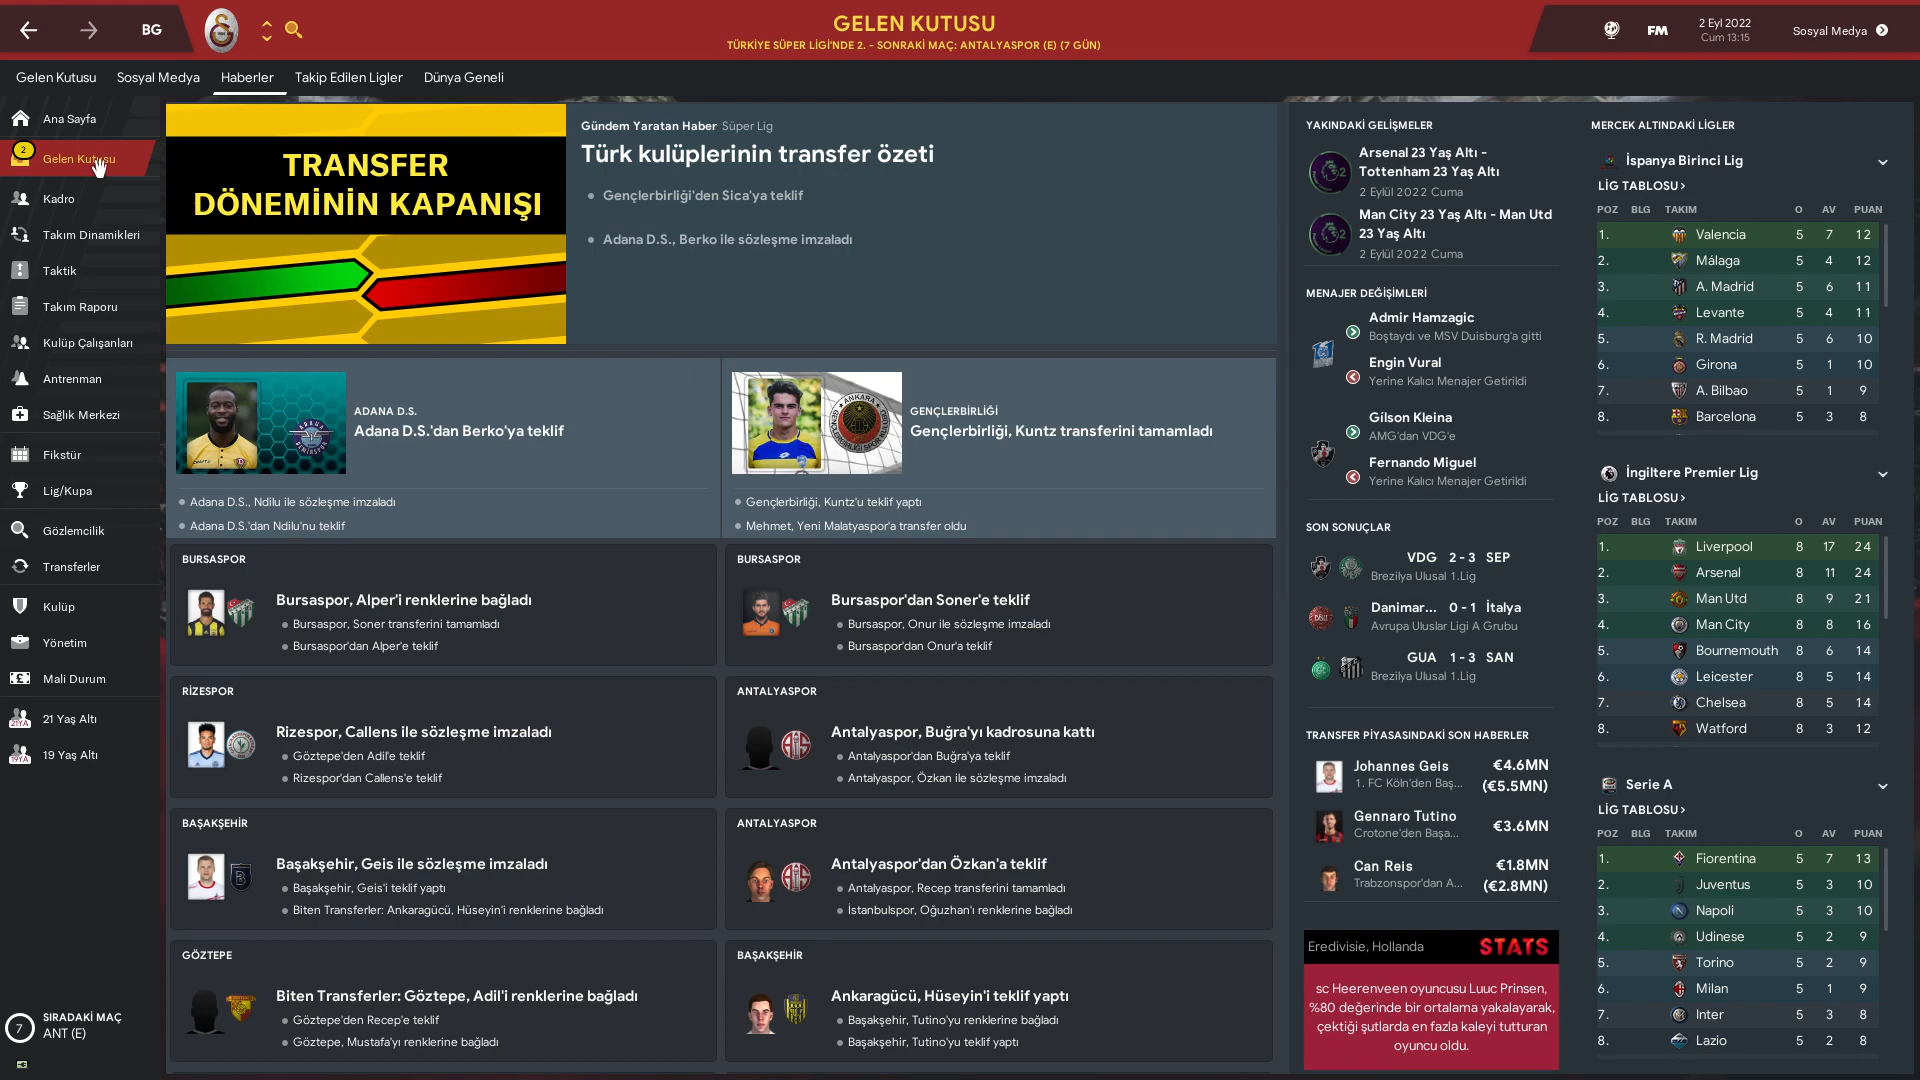 BG
GELEN KUTUSU
TÜRKİYE SÜPER LİGİ'NDE 2. - SONRAKİ MAÇ: ANTALYASPOR (E) (7 GÜN)
FM
2 Eyl 2022
Cum 13:15
Sosyal Medya
Gelen Kutusu
Sosyal Medya
Haberler
Takip Edilen Ligler
Dünya Geneli
Ana Sayfa
2
Gelen Kutusu
Kadro
Takım Dinamikleri
Taktik
Takım Raporu
Kulüp Çalışanları
Antrenman
Sağlık Merkezi
Fikstür
Lig/Kupa
Gözlemcilik
Transferler
Kulüp
Yönetim
Mali Durum
21YA
21 Yaş Altı
19YA
19 Yaş Altı
7
SIRADAKİ MAÇ
ANT (E)
TRANSFER
DÖNEMİNİN KAPANIŞI
Gündem Yaratan Haber Süper Lig
Türk kulüplerinin transfer özeti
Gençlerbirliği'den Sica'ya teklif
Adana D.S., Berko ile sözleşme imzaladı
ADANA D.S.
Adana D.S.'dan Berko'ya teklif
Adana D.S., Ndilu ile sözleşme imzaladı
Adana D.S.'dan Ndilu'nu teklif
GENÇLERBİRLİĞİ
Gençlerbirliği, Kuntz transferini tamamladı
Gençlerbirliği, Kuntz'u teklif yaptı
Mehmet, Yeni Malatyaspor'a transfer oldu
BURSASPOR
Bursaspor, Alper'i renklerine bağladı
Bursaspor, Soner transferini tamamladı
Bursaspor'dan Alper'e teklif
BURSASPOR
Bursaspor'dan Soner'e teklif
Bursaspor, Onur ile sözleşme imzaladı
Bursaspor'dan Onur'a teklif
RİZESPOR
Rizespor, Callens ile sözleşme imzaladı
Göztepe'den Adil'e teklif
Rizespor'dan Callens'e teklif
ANTALYASPOR
Antalyaspor, Buğra'yı kadrosuna kattı
Antalyaspor'dan Buğra'ya teklif
Antalyaspor, Özkan ile sözleşme imzaladı
BAŞAKŞEHİR
Başakşehir, Geis ile sözleşme imzaladı
Başakşehir, Geis'i teklif yaptı
Biten Transferler: Ankaragücü, Hüseyin'i renklerine bağladı
ANTALYASPOR
Antalyaspor'dan Özkan'a teklif
Antalyaspor, Recep transferini tamamladı
İstanbulspor, Oğuzhan'ı renklerine bağladı
GÖZTEPE
Biten Transferler: Göztepe, Adil'i renklerine bağladı
Göztepe'den Recep'e teklif
Göztepe, Mustafa'yı renklerine bağladı
BAŞAKŞEHİR
Ankaragücü, Hüseyin'i teklif yaptı
Başakşehir, Tutino'yu renklerine bağladı
Başakşehir, Tutino'yu teklif yaptı
YAKINDAKİ GELİŞMELER
Arsenal 23 Yaş Altı -
Tottenham 23 Yaş Altı
2 Eylül 2022 Cuma
Man City 23 Yaş Altı - Man Utd
23 Yaş Altı
2 Eylül 2022 Cuma
MENAJER DEĞİŞİMLERİ
Admir Hamzagic
Boştaydı ve MSV Duisburg'a gitti
Engin Vural
Yerine Kalıcı Menajer Getirildi
Gílson Kleina
AMG'dan VDG'e
Fernando Miguel
Yerine Kalıcı Menajer Getirildi
SON SONUÇLAR
VDG 2 - 3 SEP
Brezilya Ulusal 1.Lig
Danimar... 0 - 1 İtalya
Avrupa Uluslar Ligi A Grubu
GUA 1 - 3 SAN
Brezilya Ulusal 1.Lig
TRANSFER PİYASASINDAKİ SON HABERLER
Johannes Geis €4.6MN
1. FC Köln'den Baş... (€5.5MN)
Gennaro Tutino €3.6MN
Crotone'den Başa...
Can Reis €1.8MN
Trabzonspor'dan A... (€2.8MN)
Eredivisie, Hollanda STATS
sc Heerenveen oyuncusu Luuc Prinsen,
%80 değerinde bir ortalama yakalayarak,
çektiği şutlarda en fazla kaleyi tutturan
oyuncu oldu.
MERCEK ALTINDAKİ LİGLER
İspanya Birinci Lig
LİG TABLOSU>
POZ BLG TAKIM O AV PUAN
1. Valencia 5 7 12
2. Málaga 5 4 12
3. A. Madrid 5 6 11
4. Levante 5 4 11
5. R. Madrid 5 6 10
6. Girona 5 1 10
7. A. Bilbao 5 1 9
8. Barcelona 5 3 8
İngiltere Premier Lig
LİG TABLOSU>
POZ BLG TAKIM O AV PUAN
1. Liverpool 8 17 24
2. Arsenal 8 11 24
3. Man Utd 8 9 21
4. Man City 8 8 16
5. Bournemouth 8 6 14
6. Leicester 8 5 14
7. Chelsea 8 5 14
8. Watford 8 3 12
Serie A
LİG TABLOSU>
POZ BLG TAKIM O AV PUAN
1. Fiorentina 5 7 13
2. Juventus 5 3 10
3. Napoli 5 3 10
4. Udinese 5 2 9
5. Torino 5 2 9
6. Milan 5 1 9
7. Inter 5 3 8
8. Lazio 5 2 8